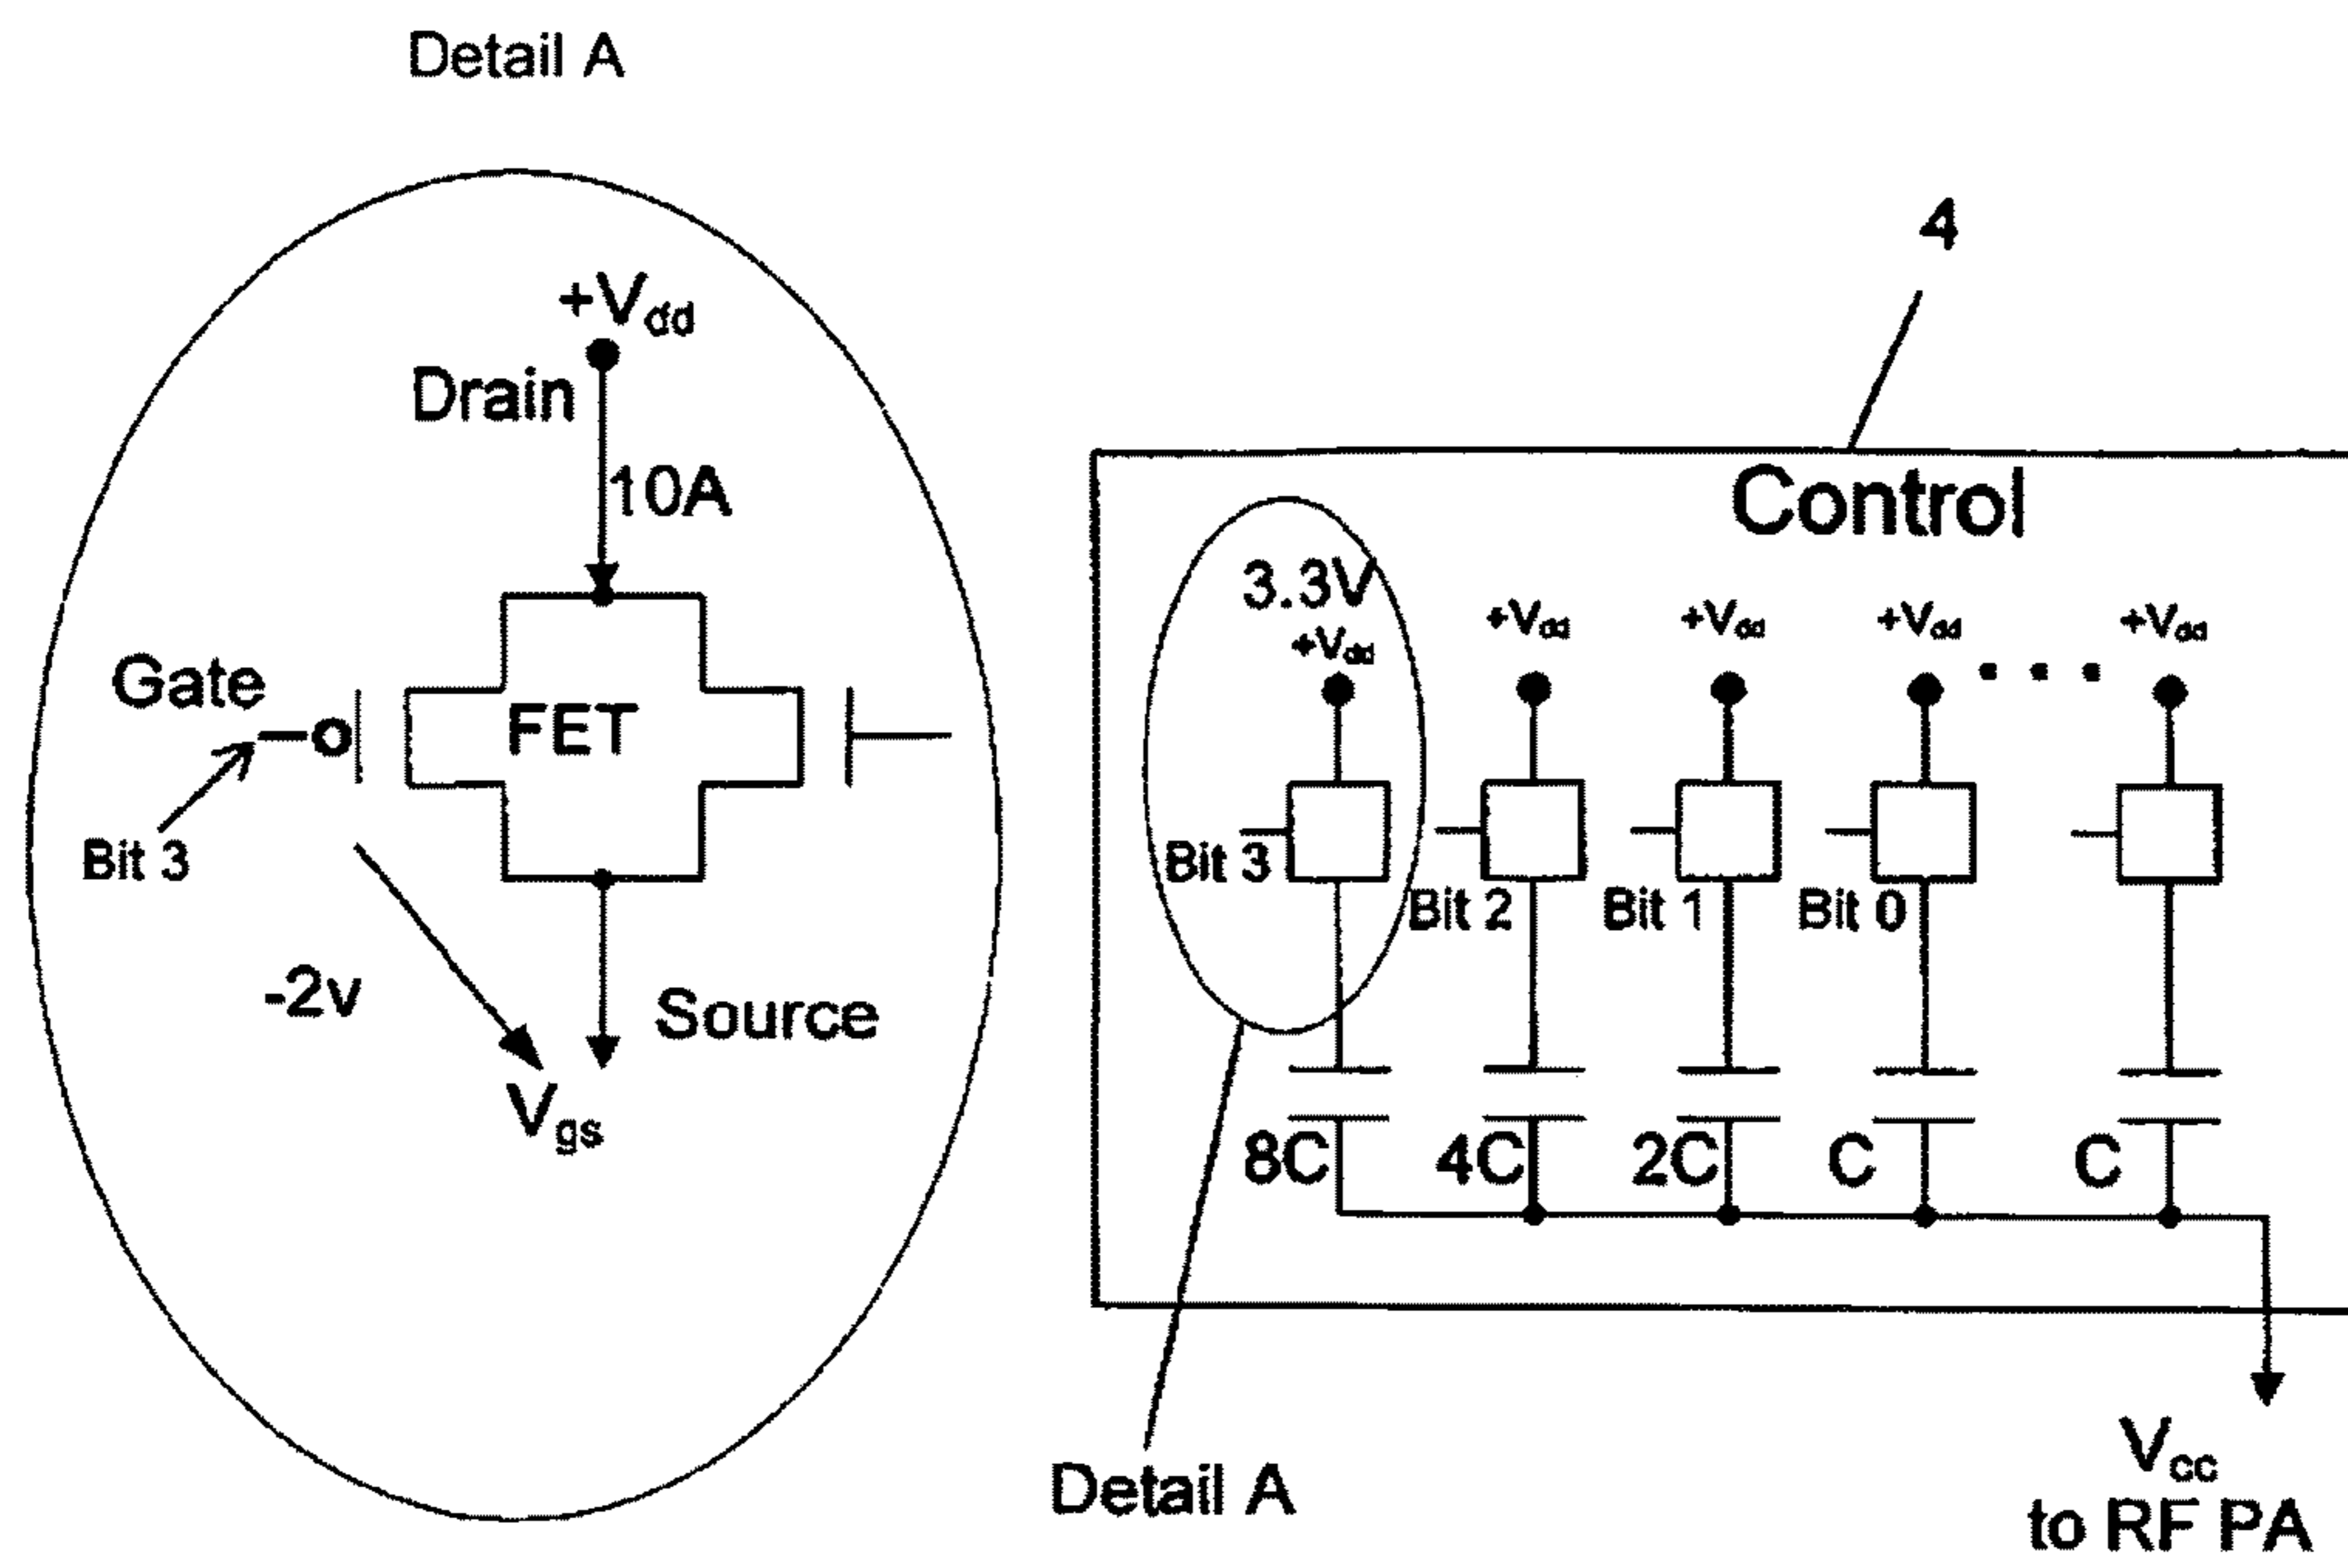 Detail A
4
+Vdd
Drain
10A
Control
3.3V
+Vdd
+Vdd
+Vdd
+Vdd
+Vdd
Gate
FET
Bit 3
Bit 3
Bit 2
Bit 1
Bit 0
-2v
Source
Vgs
8C
4C
2C
C
C
Detail A
Vcc
to RF PA